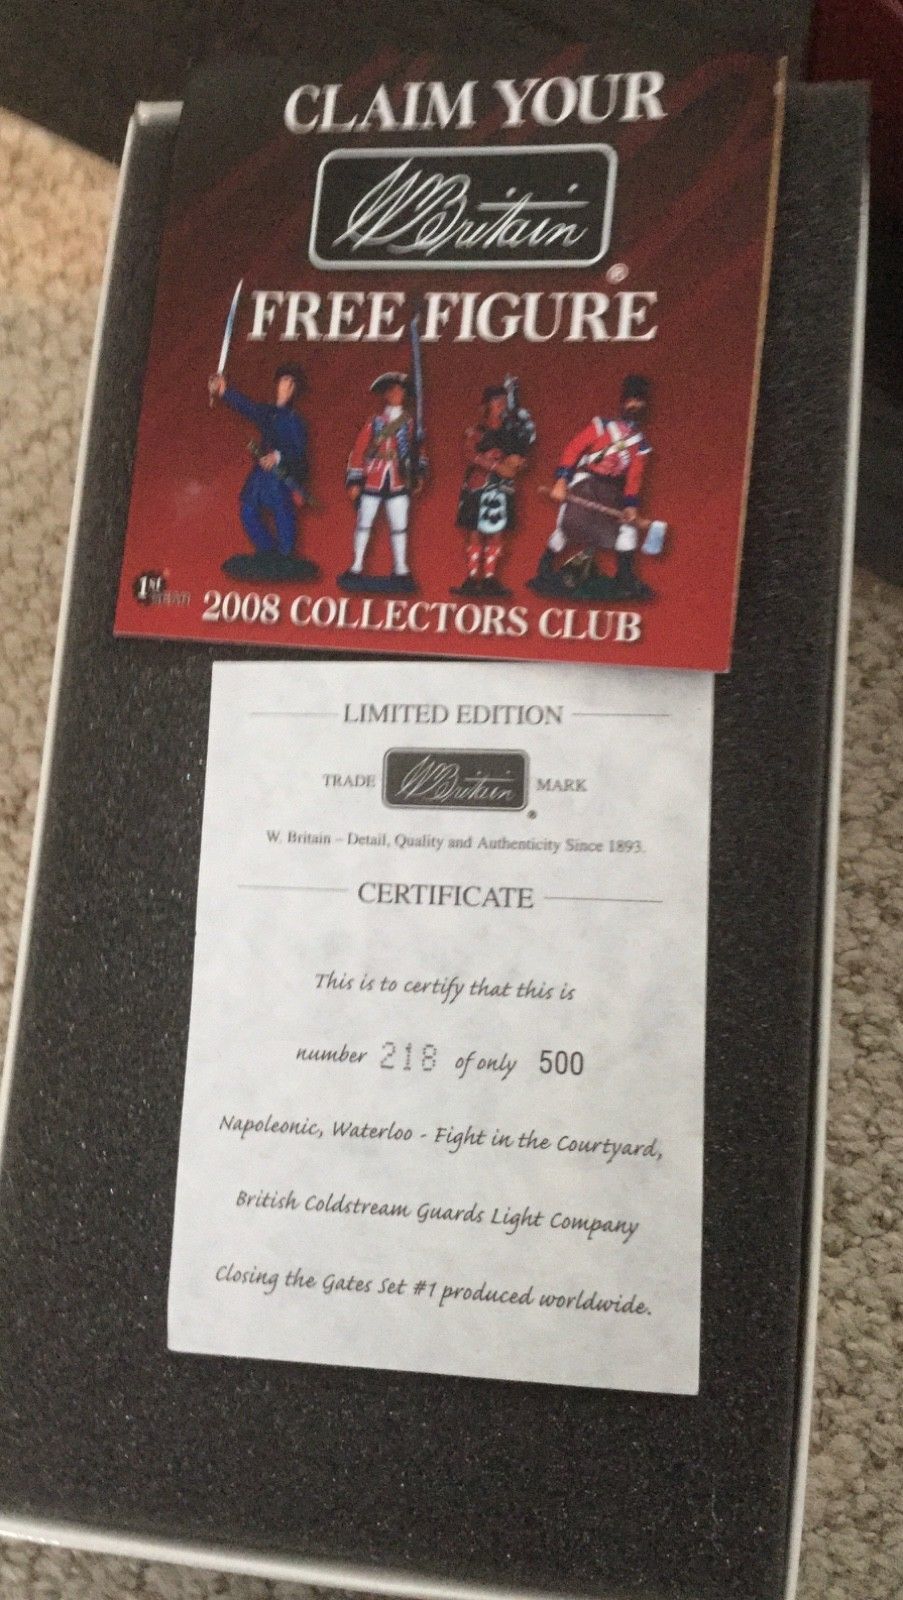 CLAIM YOUR
W Britain
®
FREE FIGURE
1ST
2008 COLLECTORS CLUB
LIMITED EDITION
TRADE W Britain MARK
®
W. Britain – Detail, Quality and Authenticity Since 1893.
CERTIFICATE
This is to certify that this is
number 218 of only 500
Napoleonic, Waterloo - Fight in the Courtyard,
British Coldstream Guards Light Company
Closing the Gates Set #1 produced worldwide.